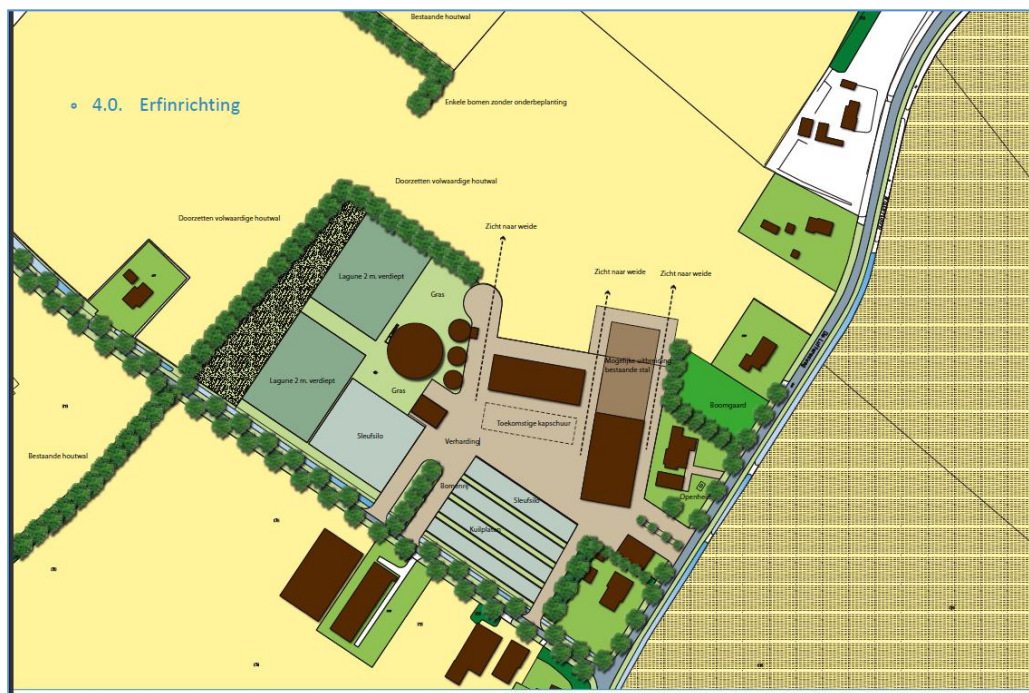 Bestaande houtwal
4.0. Erfinrichting
Enkele bomen zonder onderbeplanting
Doorzetten volwaardige houtwal
Doorzetten volwaardige houtwal
Zicht naar weide
Zicht naar weide
Zicht naar weide
Lagune 2 m. verdiept
Gras
Mogelijke uitbreiding
bestaande stal
Lagune 2 m. verdiept
Gras
Boomgaard
Toekomstige kapschuur
Sleufsilo
Verharding
Bestaande houtwal
Bomenrij
Sleufsilo
Openheid
Kuilplaten